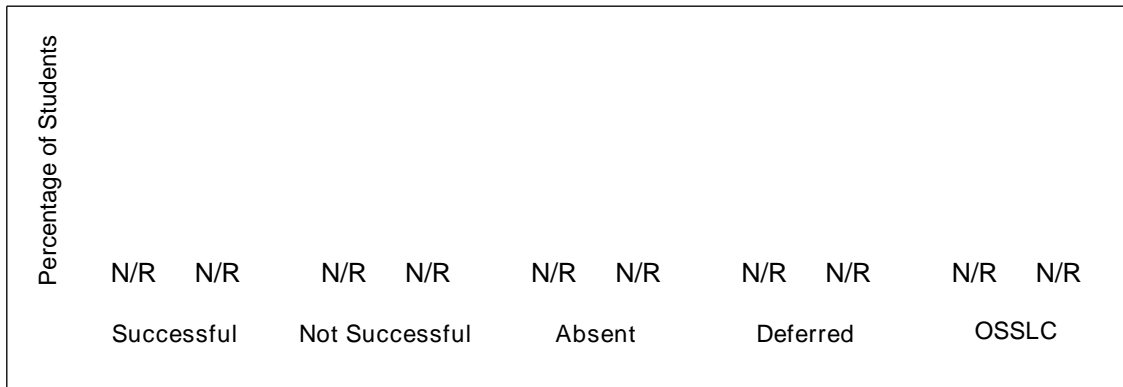 Percentage of Students
N/R N/R N/R N/R N/R N/R N/R N/R N/R N/R
Successful Not Successful Absent Deferred OSSLC